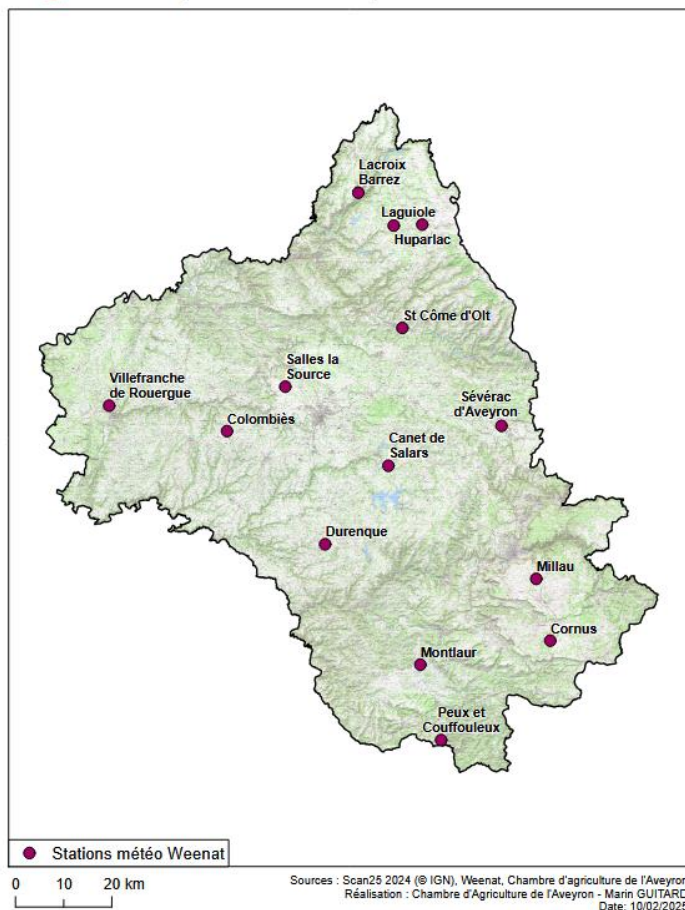 Lacroix
Barrez
Laguiole
Huparlac
St Côme d'Olt
Salles la
Source
Villefranche
de Rouergue
Sévérac
d'Aveyron
Colombiès
Canet de
Salars
Durenque
Millau
Cornus
Montlaur
Peux et
Couffouleux
Stations météo Weenat
0 10 20 km
Sources : Scan25 2024 (© IGN), Weenat, Chambre d'agriculture de l'Aveyron
Réalisation : Chambre d'Agriculture de l'Aveyron - Marin GUITARD
Date: 10/02/2025